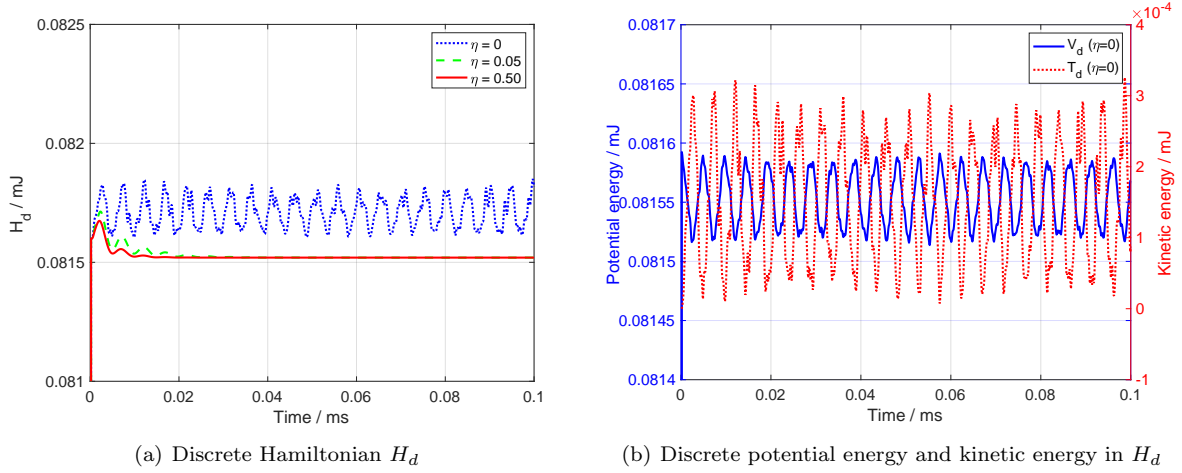 0.0825
0.082
0.0815
0.081
H_d / mJ
η = 0
η = 0.05
η = 0.50
0
0.02
0.04
0.06
0.08
0.1
Time / ms
(a) Discrete Hamiltonian H_d
0.0817
0.08165
0.0816
0.08155
0.0815
0.08145
0.0814
Potential energy / mJ
V_d (η=0)
T_d (η=0)
×10⁻⁴
4
3
2
1
0
-1
Kinetic energy / mJ
0
0.02
0.04
0.06
0.08
0.1
Time / ms
(b) Discrete potential energy and kinetic energy in H_d